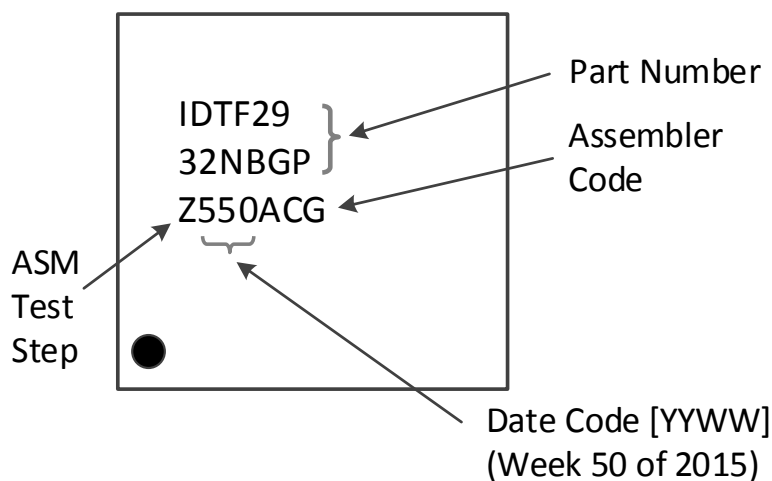 IDTF29
32NBGP
Z550ACG
Part Number
Assembler
Code
ASM
Test
Step
Date Code [YYWW]
(Week 50 of 2015)